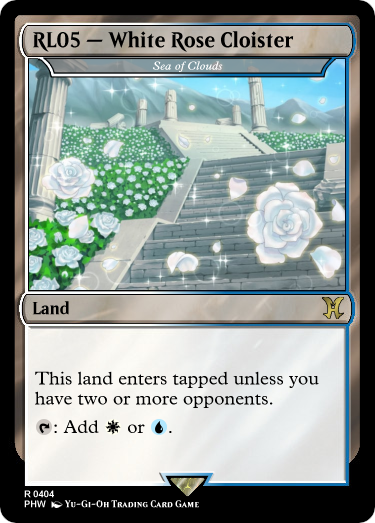 RL05 — White Rose Cloister
Sea of Clouds
Land
This land enters tapped unless you
have two or more opponents.
: Add or .
R 0404
PHW Yu-Gi-Oh Trading Card Game